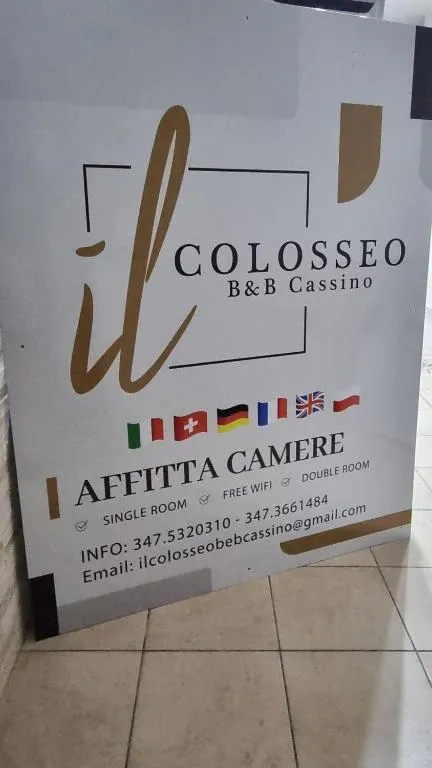 il
COLOSSEO
B&B Cassino
AFFITTA CAMERE
SINGLE ROOM FREE WIFI DOUBLE ROOM
INFO: 347.5320310 - 347.3661484
Email: ilcolosseobebcassino@gmail.com